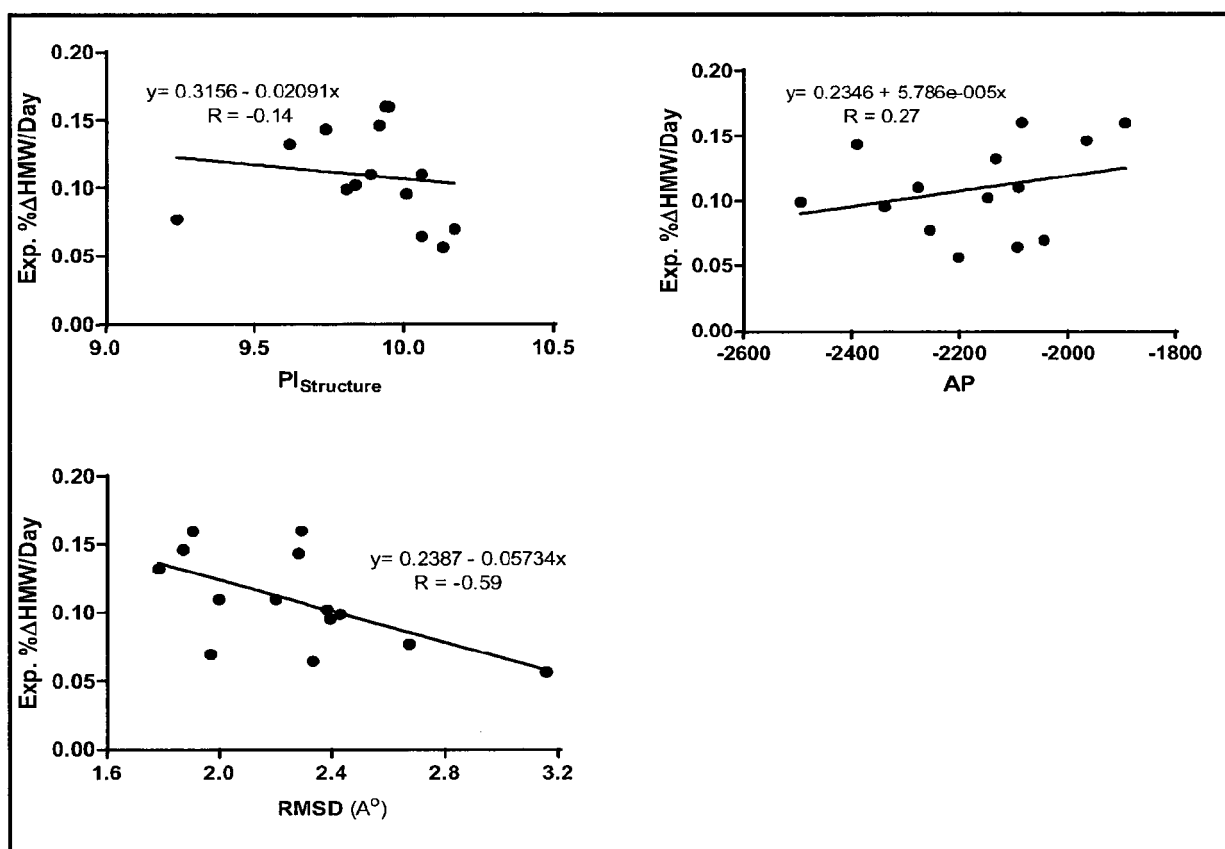 0.20
y= 0.3156 - 0.02091x
R = -0.14
0.15
0.10
0.05
0.00
9.0 9.5 10.0 10.5
Exp. %ΔHMW/Day
PIStructure
0.20
y= 0.2346 + 5.786e-005x
R = 0.27
0.15
0.10
0.05
0.00
-2600 -2400 -2200 -2000 -1800
Exp. %ΔHMW/Day
AP
0.20
0.15
y= 0.2387 - 0.05734x
R = -0.59
0.10
0.05
0.00
1.6 2.0 2.4 2.8 3.2
Exp. %ΔHMW/Day
RMSD (Aº)